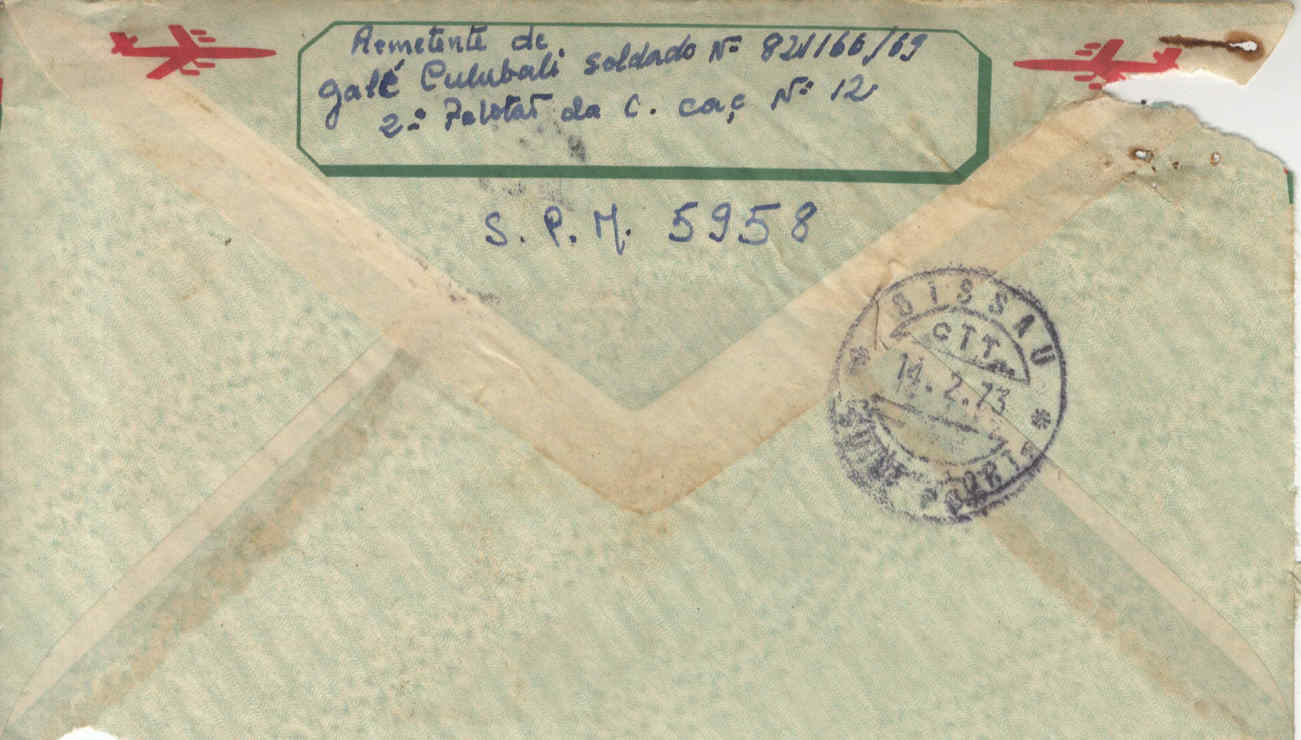 Remetente de
Galé Culubali soldado Nº 821166/69
2º Pelotão da C. Caç Nº 12
S. P. M. 5958
BISSAU
CTT
14. 2. 73